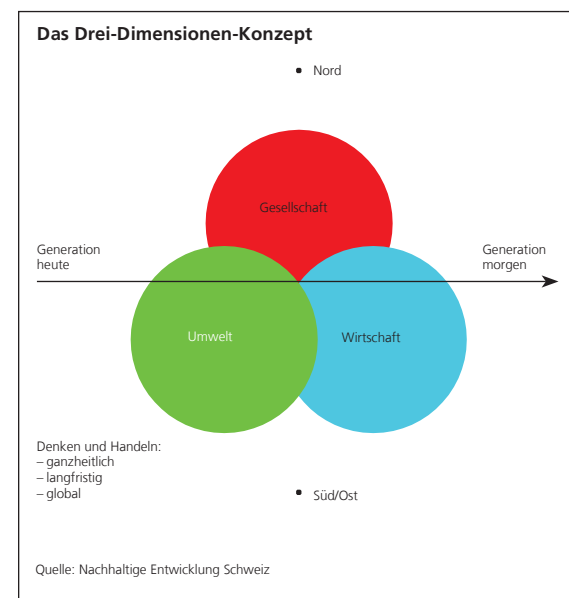 Das Drei-Dimensionen-Konzept
Nord
Gesellschaft
Generation
heute
Generation
morgen
Umwelt
Wirtschaft
Denken und Handeln:
– ganzheitlich
– langfristig
– global
Süd/Ost
Quelle: Nachhaltige Entwicklung Schweiz